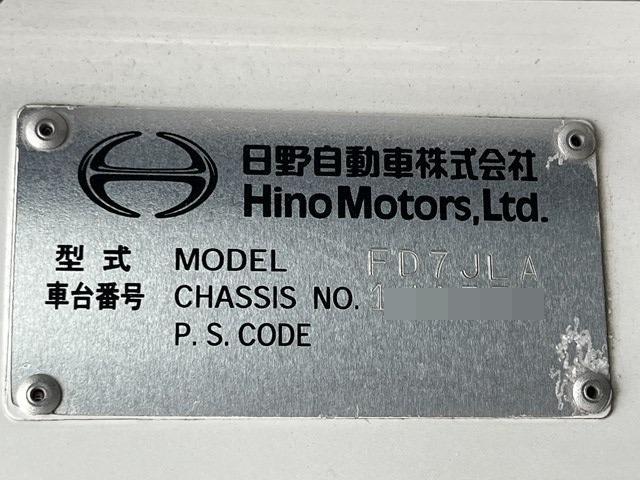 日野自動車株式会社
Hino Motors, Ltd.
型式 MODEL FD7JLA
車台番号 CHASSIS NO. 1
P.S.CODE